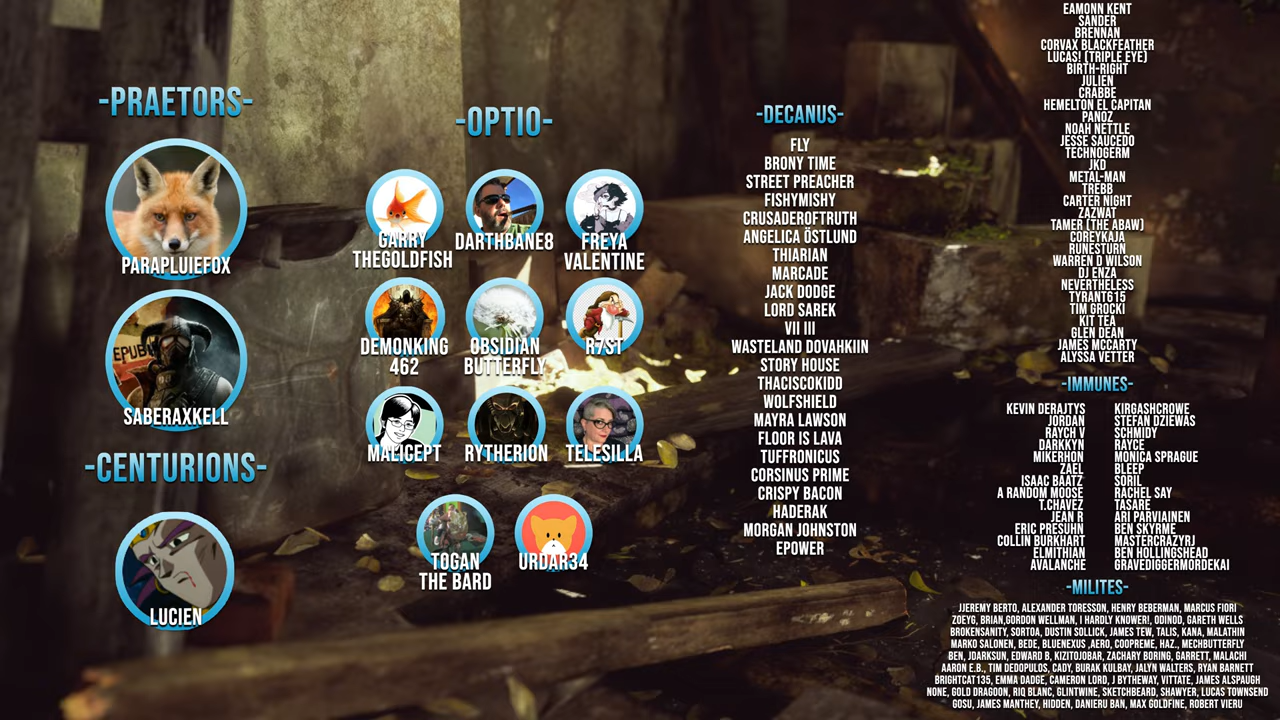 -PRAETORS-
PARAPLUIEFOX
EPUB
SABERAXKELL
-CENTURIONS-
LUCIEN
-OPTIO-
GARRY
THEGOLDFISH
DARTHBANE8
FREYA
VALENTINE
DEMONKING
462
OBSIDIAN
BUTTERFLY
R7ST
MALICEPT
RYTHERION
TELESILLA
TOGAN
THE BARD
URDAR34
-DECANUS-
FLY
BRONY TIME
STREET PREACHER
FISHYMISHY
CRUSADEROFTRUTH
ANGELICA ÖSTLUND
THIARIAN
MARCADE
JACK DODGE
LORD SAREK
VII III
WASTELAND DOVAHKIIN
STORY HOUSE
THACISCOKIDD
WOLFSHIELD
MAYRA LAWSON
FLOOR IS LAVA
TUFFRONICUS
CORSINUS PRIME
CRISPY BACON
HADERAK
MORGAN JOHNSTON
EPOWER
EAMONN KENT
SANDER
BRENNAN
CORVAX BLACKFEATHER
LUCAS! (TRIPLE EYE)
BIRTH-RIGHT
JULIEN
CRABBE
HEMELTON EL CAPITAN
PANOZ
NOAH NETTLE
JESSE SAUCEDO
TECHNOGERM
JKD
METAL-MAN
TREBB
CARTER NIGHT
ZAZWAT
TAMER (THE ABAW)
COREYKAJA
RUNESTURN
WARREN D WILSON
DJ ENZA
NEVERTHELESS
TYRANT615
TIM GROCKI
KIT TEA
GLEN DEAN
JAMES MCCARTY
ALYSSA VETTER
-IMMUNES-
KEVIN DERAJTYS
JORDAN
RAYCH V
DARKKYN
MIKERHON
ZAEL
ISAAC BAATZ
A RANDOM MOOSE
T.CHAVEZ
JEAN R
ERIC PRESUHN
COLLIN BURKHART
ELMITHIAN
AVALANCHE
KIRGASHCROWE
STEFAN DZIEWAS
SCHMIDY
RAYCE
MONICA SPRAGUE
BLEEP
SORIL
RACHEL SAY
TASARE
ARI PARVIAINEN
BEN SKYRME
MASTERCRAZYRJ
BEN HOLLINGSHEAD
GRAVEDIGGERMORDEKAI
-MILITES-
JJEREMY BERTO, ALEXANDER TORESSON, HENRY BEBERMAN, MARCUS FIORI
ZOEYG, BRIAN,GORDON WELLMAN, I HARDLY KNOWER!, ODINOD, GARETH WELLS
BROKENSANITY, SORTOA, DUSTIN SOLLICK, JAMES TEW, TALIS, KANA, MALATHIN
MARKO SALONEN, BEDE, BLUENEXUS ,AERO, COOPREME, HAZ., MECHBUTTERFLY
BEN, JDARKSUN, EDWARD B, KIZITOJOBAR, ZACHARY BORING, GARRETT, MALACHI
AARON E.B., TIM DEDOPULOS, CADY, BURAK KULBAY, JALYN WALTERS, RYAN BARNETT
BRIGHTCAT135, EMMA DADGE, CAMERON LORD, J BYTHEWAY, VITTATE, JAMES ALSPAUGH
NONE, GOLD DRAGOON, RIQ BLANC, GLINTWINE, SKETCHBEARD, SHAWYER, LUCAS TOWNSEND
GOSU, JAMES MANTHEY, HIDDEN, DANIERU BAN, MAX GOLDFINE, ROBERT VIERU